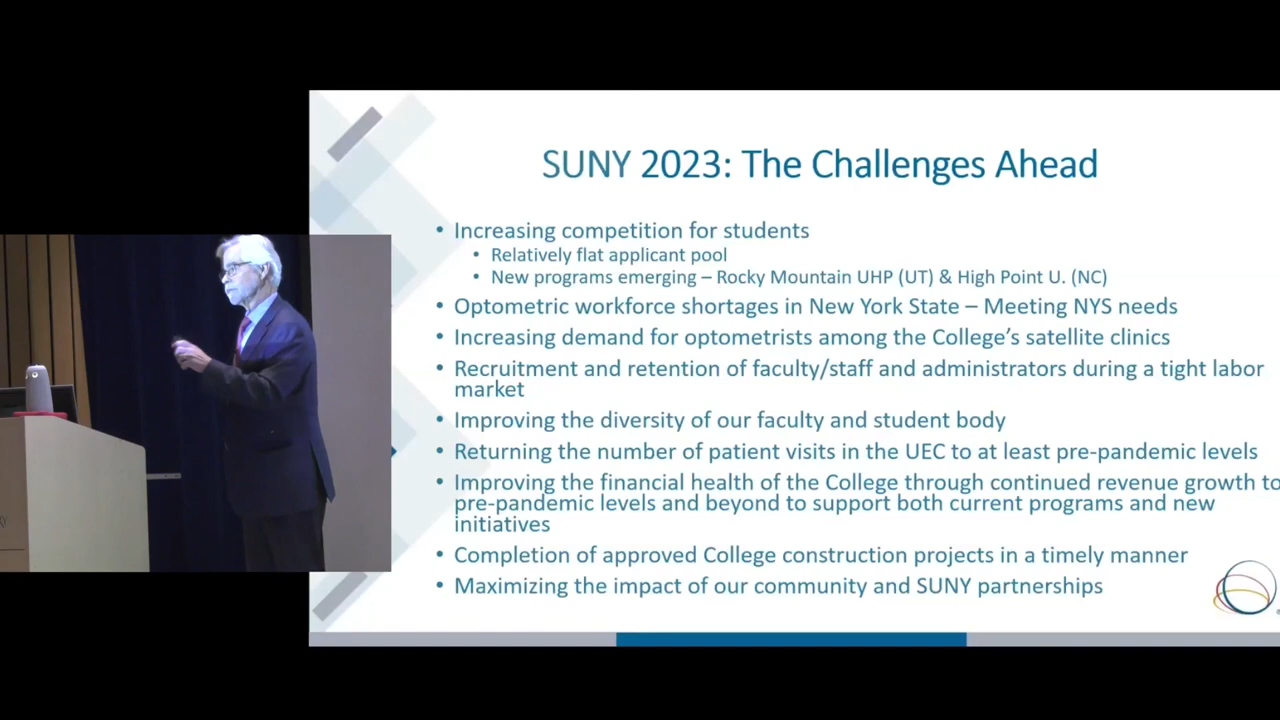 SUNY 2023: The Challenges Ahead
• Increasing competition for students
• Relatively flat applicant pool
• New programs emerging – Rocky Mountain UHP (UT) & High Point U. (NC)
• Optometric workforce shortages in New York State – Meeting NYS needs
• Increasing demand for optometrists among the College's satellite clinics
• Recruitment and retention of faculty/staff and administrators during a tight labor
market
• Improving the diversity of our faculty and student body
• Returning the number of patient visits in the UEC to at least pre-pandemic levels
• Improving the financial health of the College through continued revenue growth to
pre-pandemic levels and beyond to support both current programs and new
initiatives
• Completion of approved College construction projects in a timely manner
• Maximizing the impact of our community and SUNY partnerships